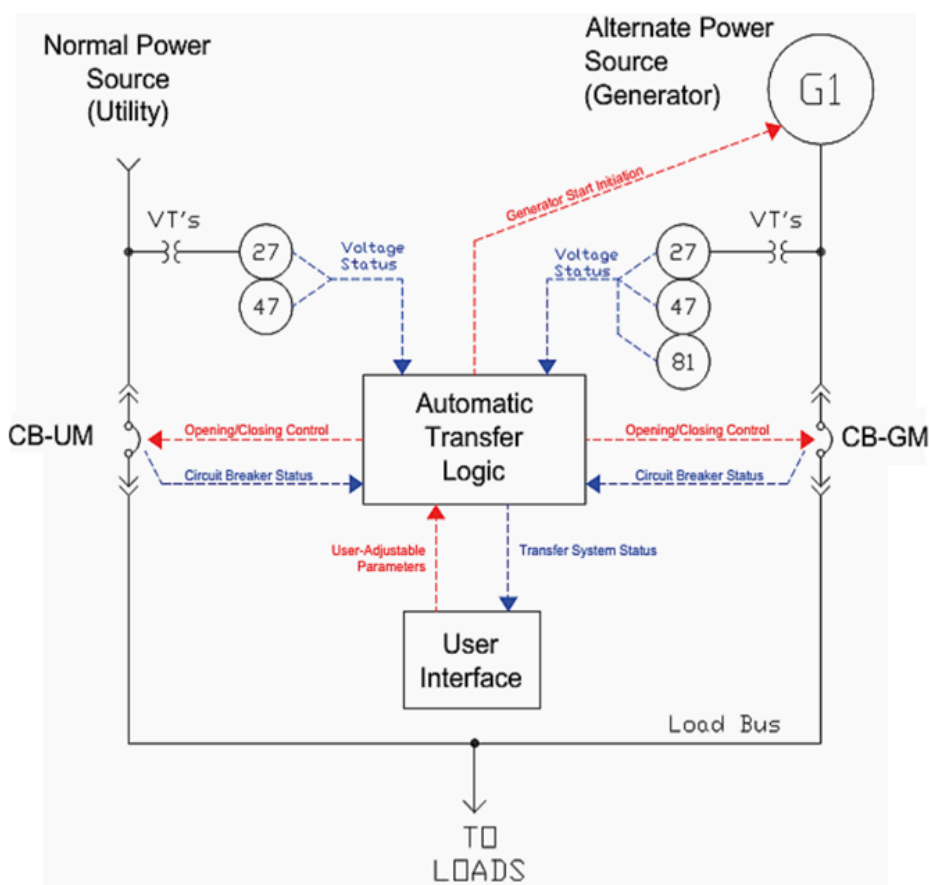 Normal Power
Source
(Utility)
Alternate Power
Source
(Generator)
G1
Generator Start Initiation
VT's
27
47
Voltage
Status
Voltage
Status
27
47
81
VT's
CB-UM
Opening/Closing Control
Circuit Breaker Status
Automatic
Transfer
Logic
Opening/Closing Control
Circuit Breaker Status
CB-GM
User-Adjustable
Parameters
Transfer System Status
User
Interface
Load Bus
TO
LOADS